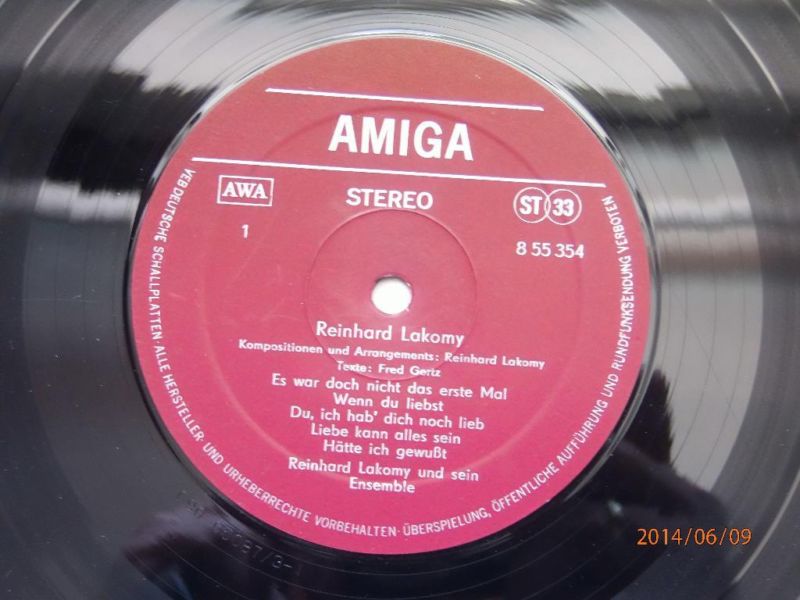 AMIGA
AWA
STEREO
ST 33
1
8 55 354
Reinhard Lakomy
Kompositionen und Arrangements: Reinhard Lakomy
Texte: Fred Gertz
Es war doch nicht das erste Mal
Wenn du liebst
Du, ich hab' dich noch lieb
Liebe kann alles sein
Hätte ich gewußt
Reinhard Lakomy und sein
Ensemble
VEB DEUTSCHE SCHALLPLATTEN · ALLE HERSTELLER- UND URHEBERRECHTE VORBEHALTEN · ÜBERSPIELUNG, ÖFFENTLICHE AUFFÜHRUNG UND RUNDFUNKSENDUNG VERBOTEN
2014/06/09